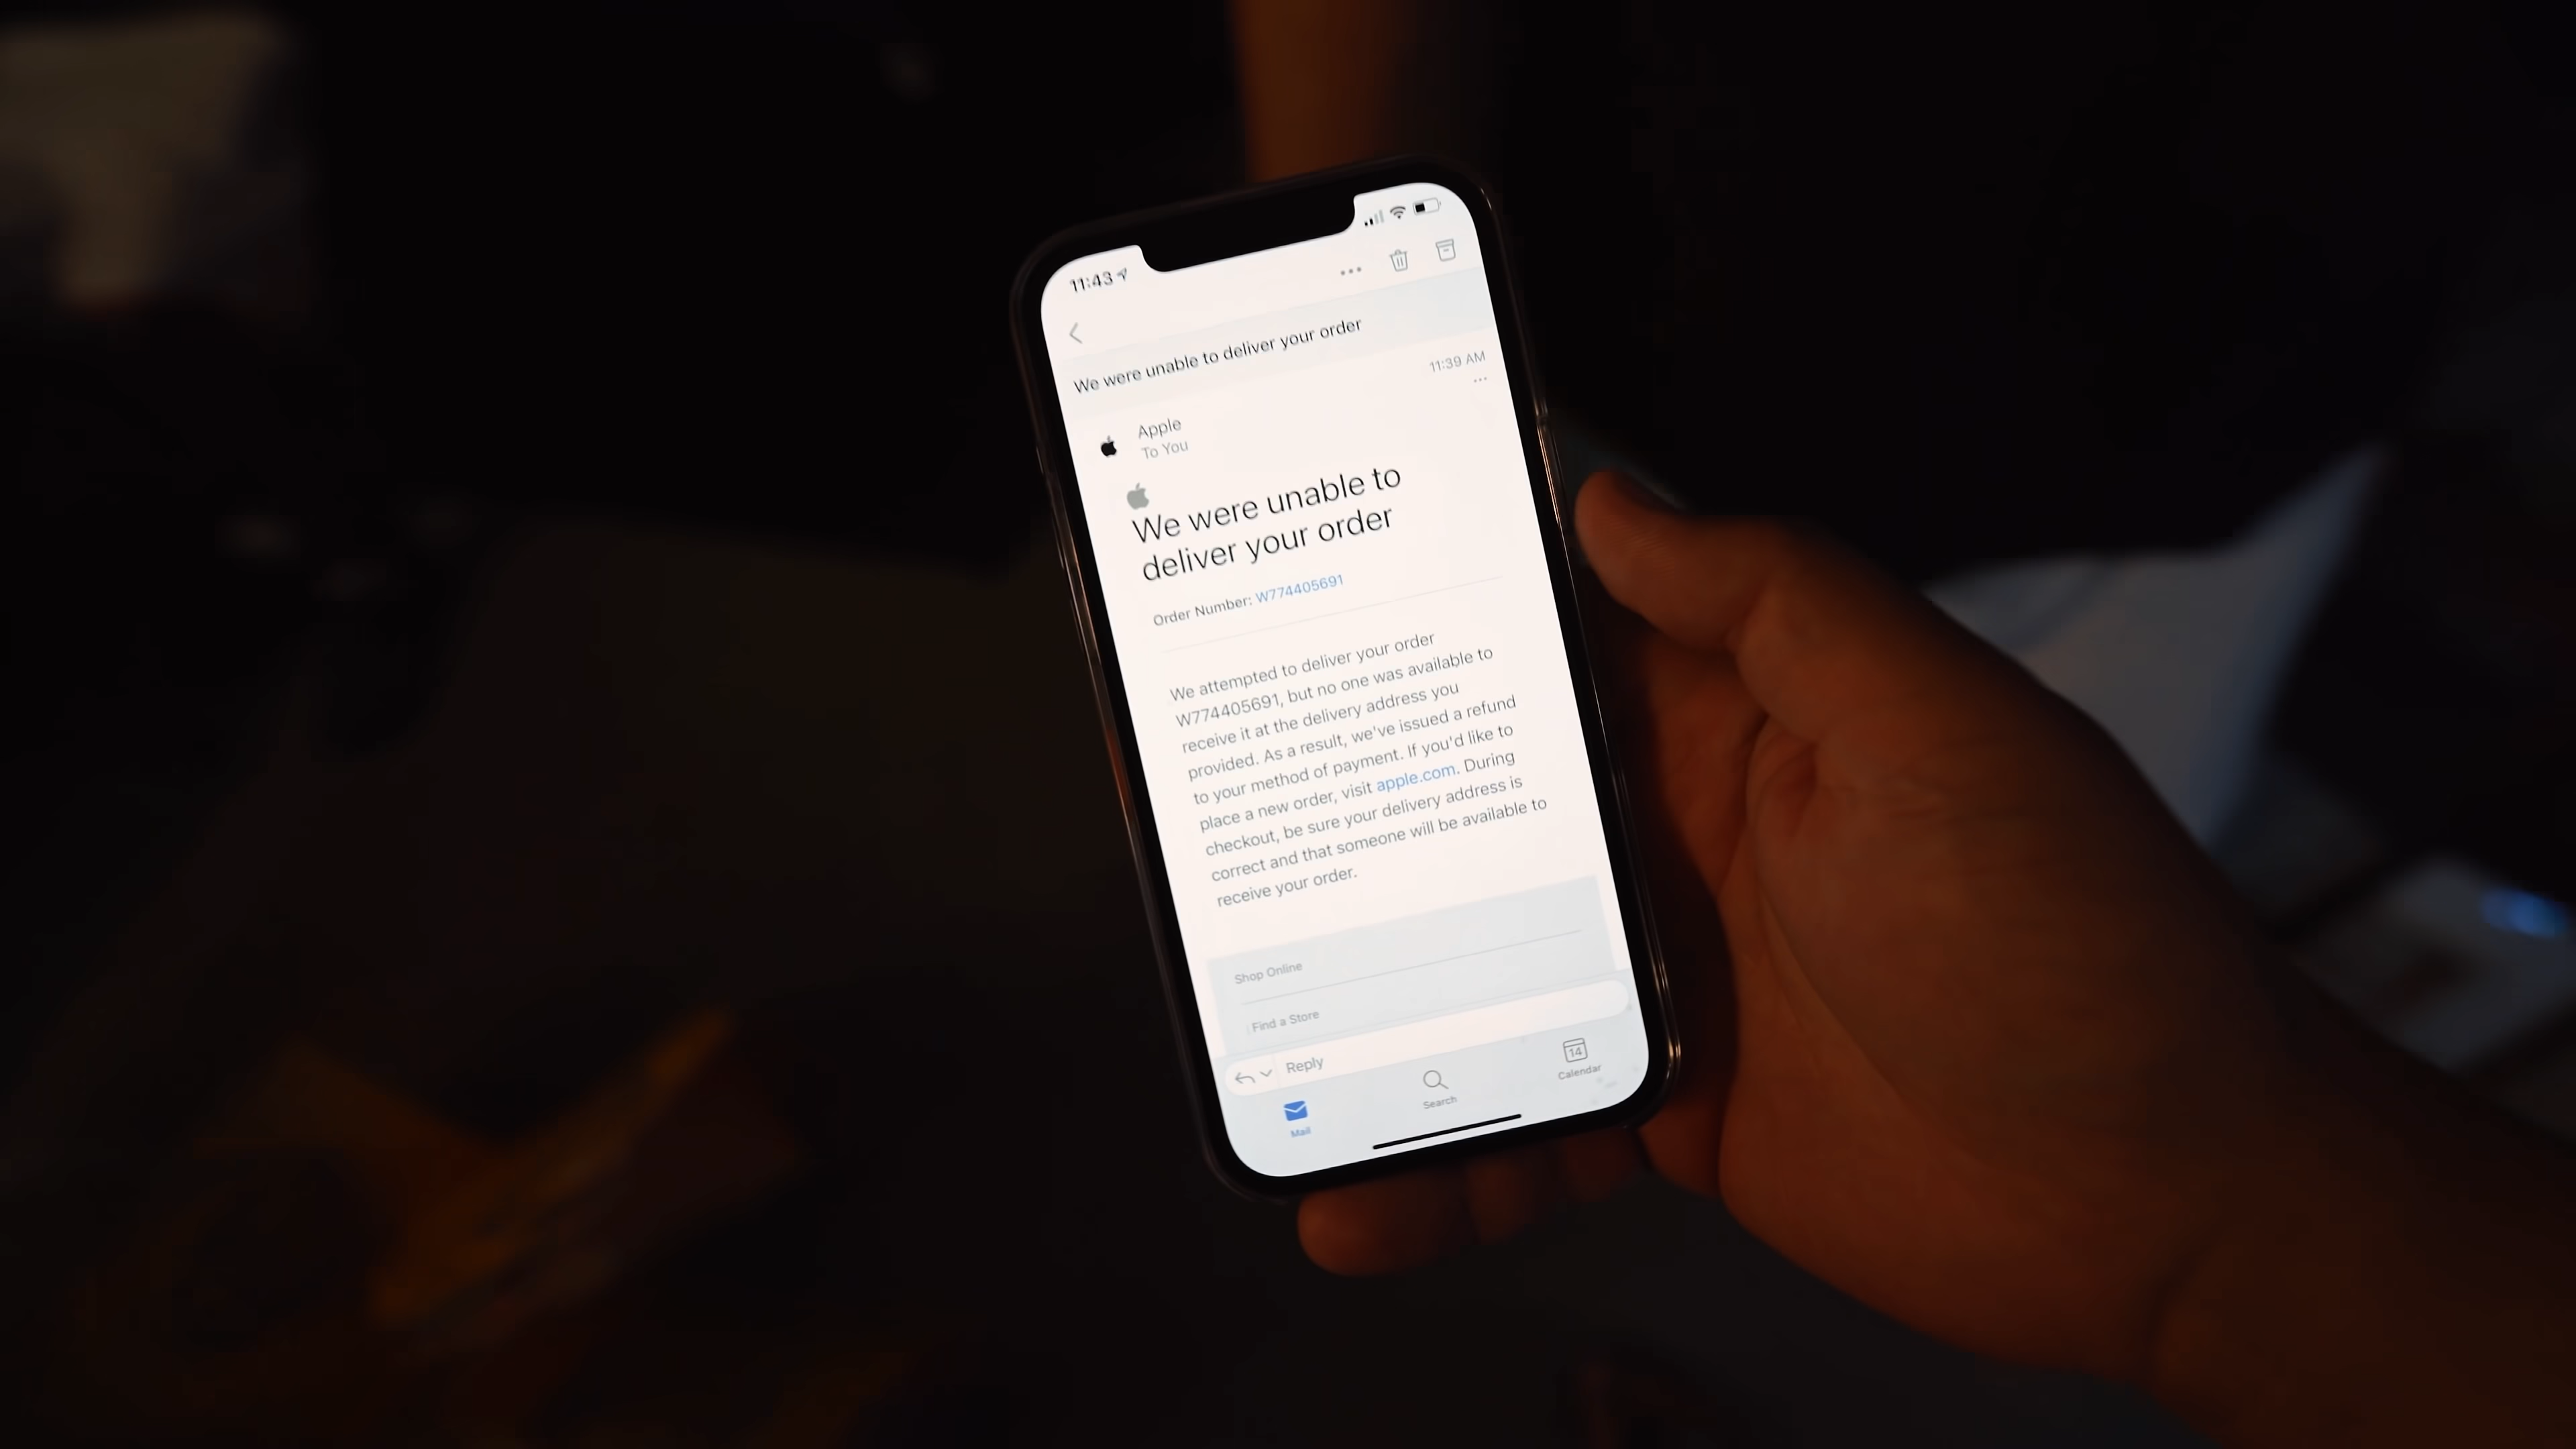 11:43
We were unable to deliver your order
11:39 AM
Apple
To You
We were unable to
deliver your order
Order Number: W774405691
We attempted to deliver your order
W774405691, but no one was available to
receive it at the delivery address you
provided. As a result, we've issued a refund
to your method of payment. If you'd like to
place a new order, visit apple.com. During
checkout, be sure your delivery address is
correct and that someone will be available to
receive your order.
Shop Online
Find a Store
Reply
Mail
Search
14
Calendar